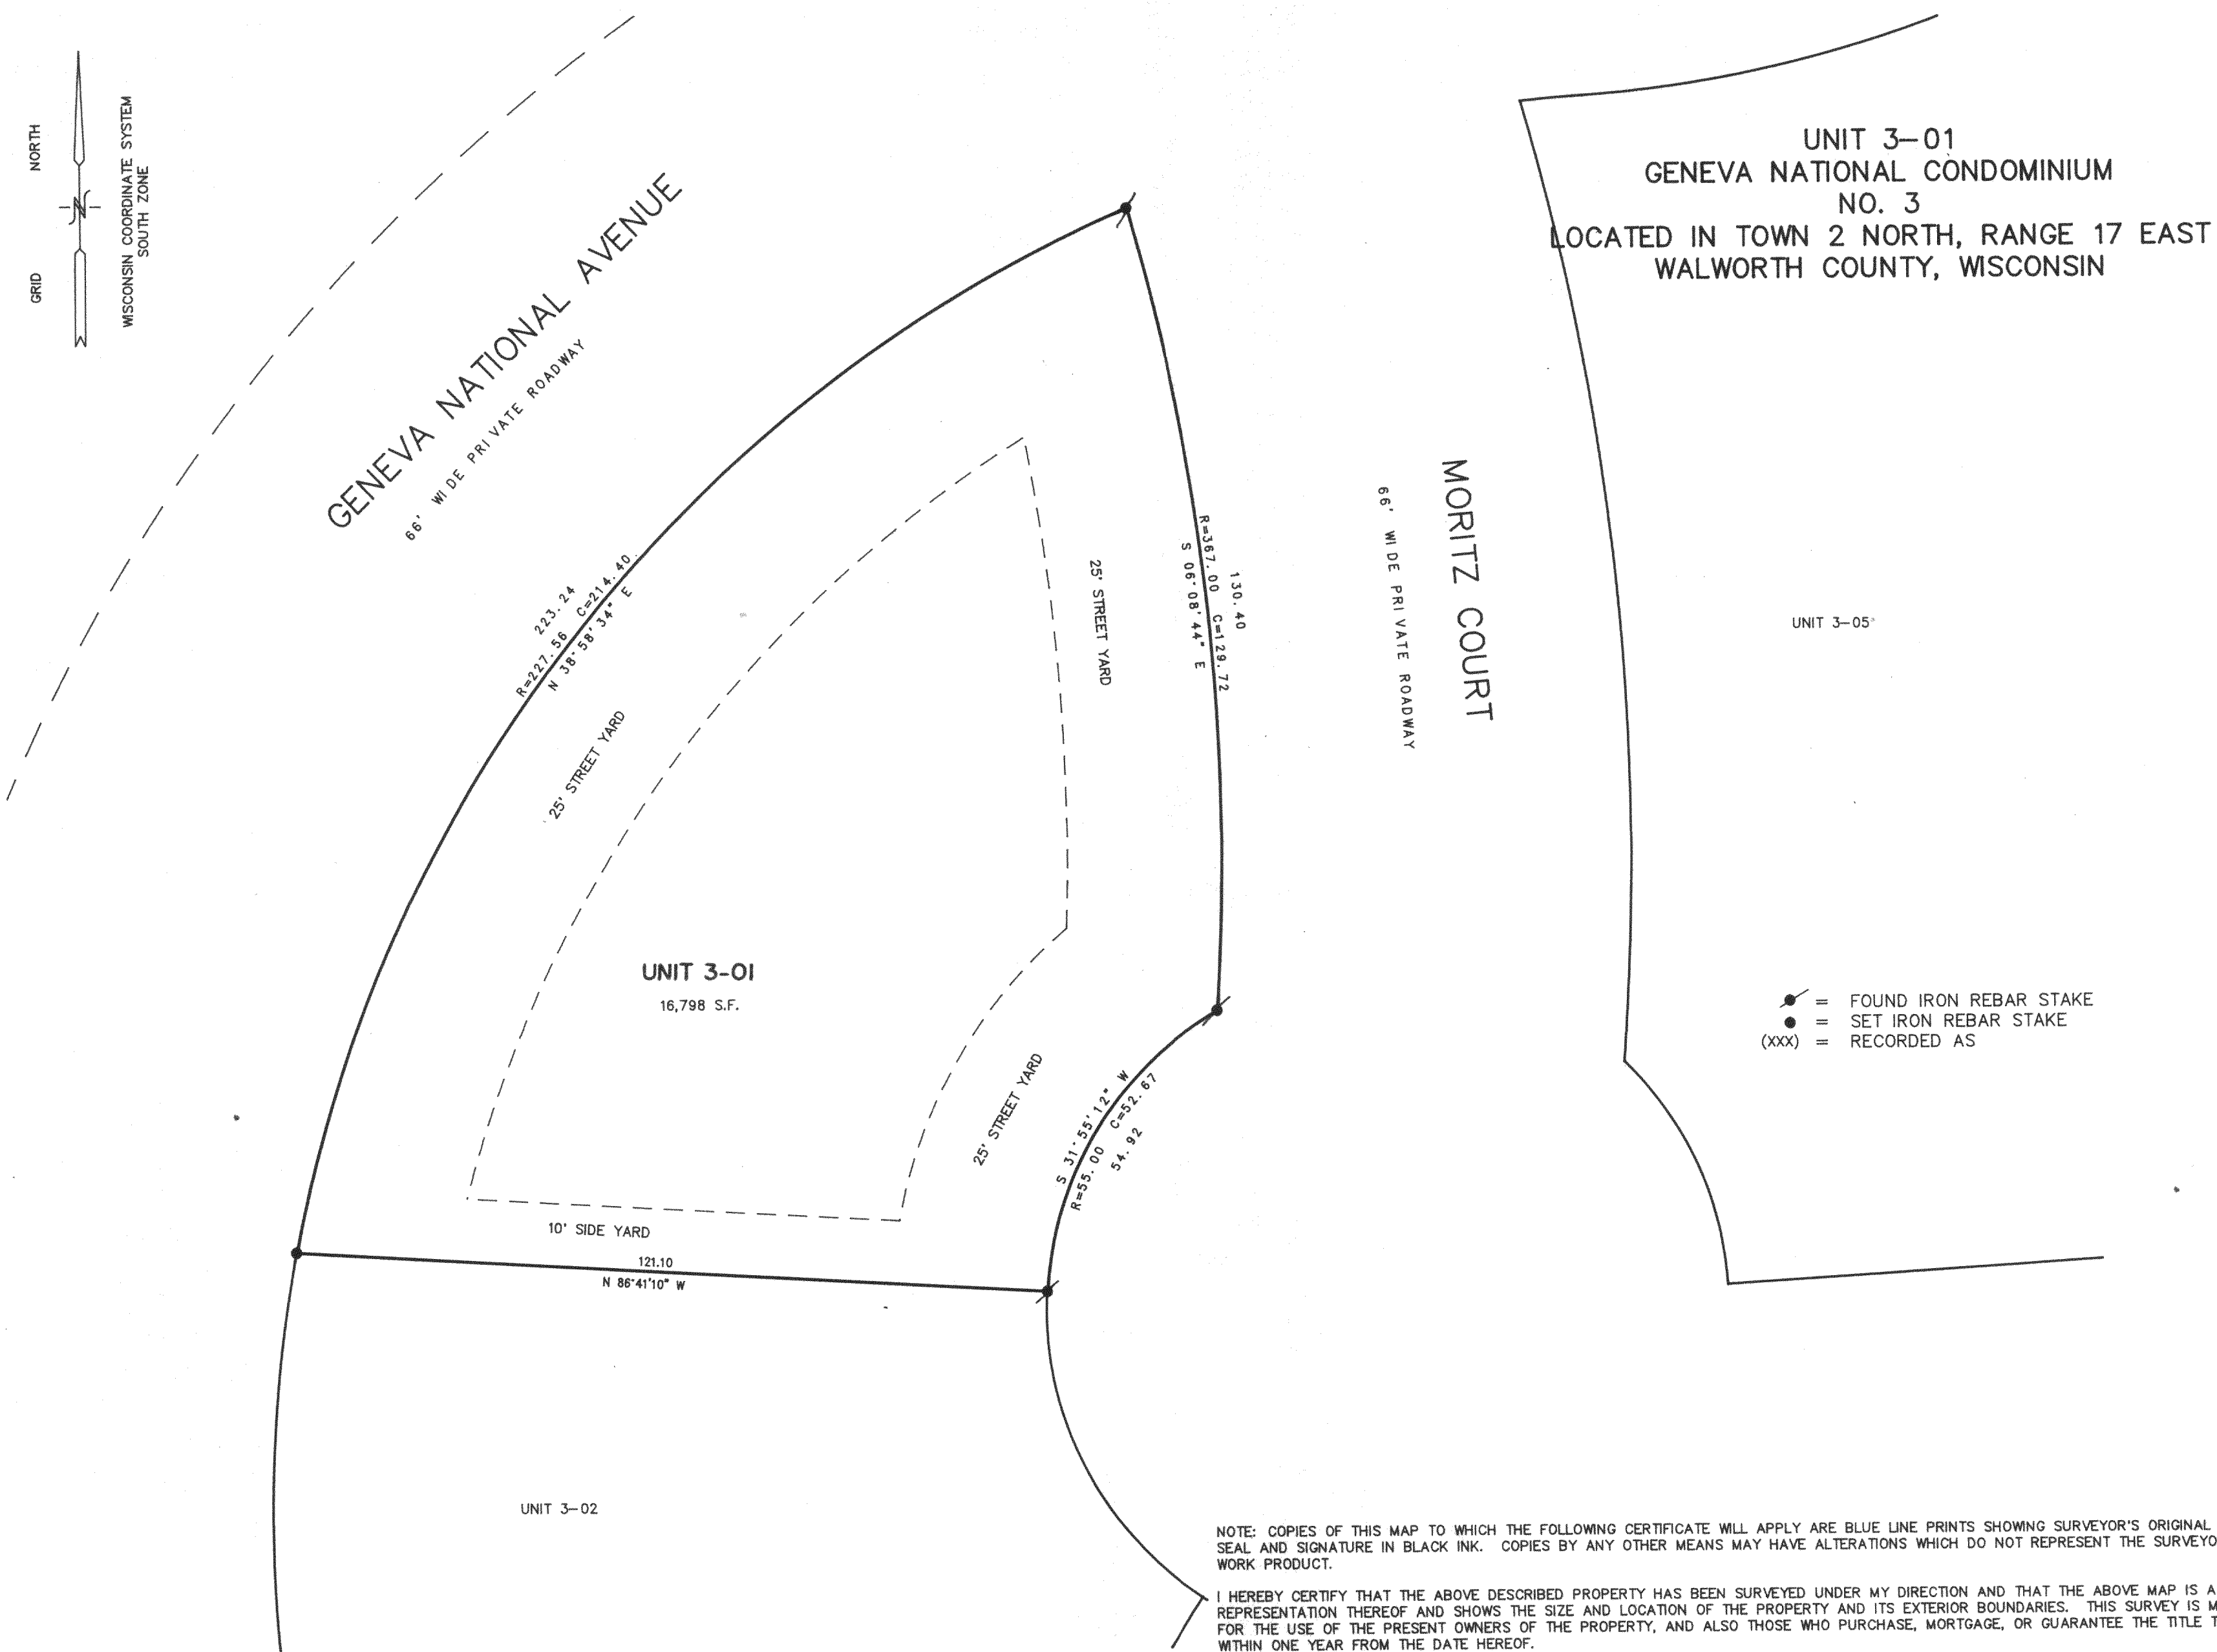 GRID NORTH
WISCONSIN COORDINATE SYSTEM
SOUTH ZONE
UNIT 3-01
GENEVA NATIONAL CONDOMINIUM
NO. 3
LOCATED IN TOWN 2 NORTH, RANGE 17 EAST
WALWORTH COUNTY, WISCONSIN
GENEVA NATIONAL AVENUE
66' WIDE PRIVATE ROADWAY
223.24
R=227.56 C=214.40
N 38°58'34" E
25' STREET YARD
25' STREET YARD
130.40
R=367.00 C=129.72
S 06°08'44" E
MORITZ COURT
66' WIDE PRIVATE ROADWAY
UNIT 3-05
UNIT 3-01
16,798 S.F.
= FOUND IRON REBAR STAKE
= SET IRON REBAR STAKE
(XXX) = RECORDED AS
25' STREET YARD
S 31°55'12" W
R=55.00 C=52.67
54.92
10' SIDE YARD
121.10
N 86°41'10" W
UNIT 3-02
NOTE: COPIES OF THIS MAP TO WHICH THE FOLLOWING CERTIFICATE WILL APPLY ARE BLUE LINE PRINTS SHOWING SURVEYOR'S ORIGINAL
SEAL AND SIGNATURE IN BLACK INK. COPIES BY ANY OTHER MEANS MAY HAVE ALTERATIONS WHICH DO NOT REPRESENT THE SURVEYO
WORK PRODUCT.
I HEREBY CERTIFY THAT THE ABOVE DESCRIBED PROPERTY HAS BEEN SURVEYED UNDER MY DIRECTION AND THAT THE ABOVE MAP IS A
REPRESENTATION THEREOF AND SHOWS THE SIZE AND LOCATION OF THE PROPERTY AND ITS EXTERIOR BOUNDARIES. THIS SURVEY IS M
FOR THE USE OF THE PRESENT OWNERS OF THE PROPERTY, AND ALSO THOSE WHO PURCHASE, MORTGAGE, OR GUARANTEE THE TITLE T
WITHIN ONE YEAR FROM THE DATE HEREOF.